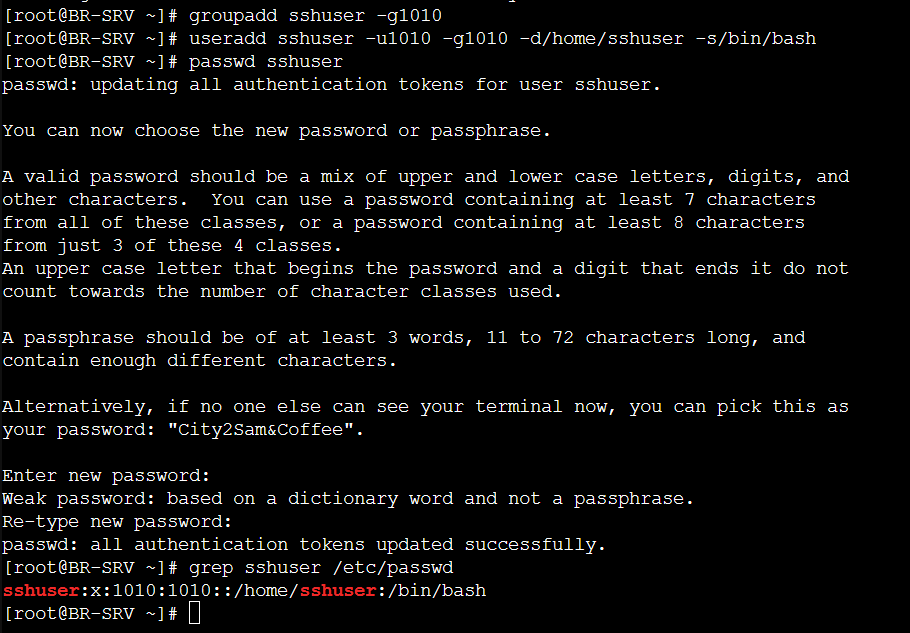 [root@BR-SRV ~]# groupadd sshuser -g1010
[root@BR-SRV ~]# useradd sshuser -u1010 -g1010 -d/home/sshuser -s/bin/bash
[root@BR-SRV ~]# passwd sshuser
passwd: updating all authentication tokens for user sshuser.
You can now choose the new password or passphrase.
A valid password should be a mix of upper and lower case letters, digits, and
other characters.  You can use a password containing at least 7 characters
from all of these classes, or a password containing at least 8 characters
from just 3 of these 4 classes.
An upper case letter that begins the password and a digit that ends it do not
count towards the number of character classes used.
A passphrase should be of at least 3 words, 11 to 72 characters long, and
contain enough different characters.
Alternatively, if no one else can see your terminal now, you can pick this as
your password: "City2Sam&Coffee".
Enter new password:
Weak password: based on a dictionary word and not a passphrase.
Re-type new password:
passwd: all authentication tokens updated successfully.
[root@BR-SRV ~]# grep sshuser /etc/passwd
sshuser:x:1010:1010::/home/sshuser:/bin/bash
[root@BR-SRV ~]#